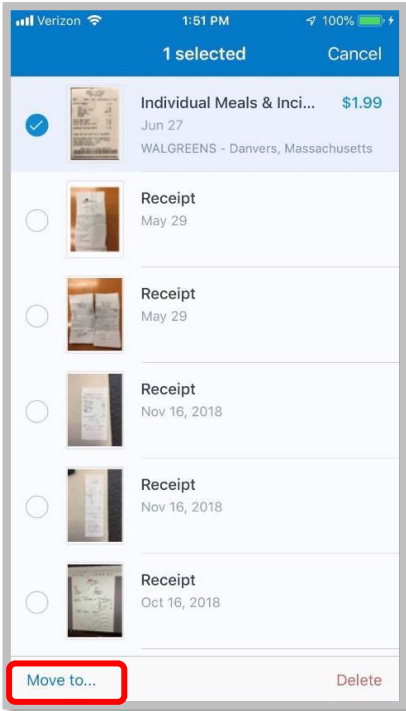 Verizon 1:51 PM 100%
1 selected Cancel
Individual Meals & Inci... $1.99
Jun 27
WALGREENS - Danvers, Massachusetts
Receipt
May 29
Receipt
May 29
Receipt
Nov 16, 2018
Receipt
Nov 16, 2018
Receipt
Oct 16, 2018
Move to... Delete